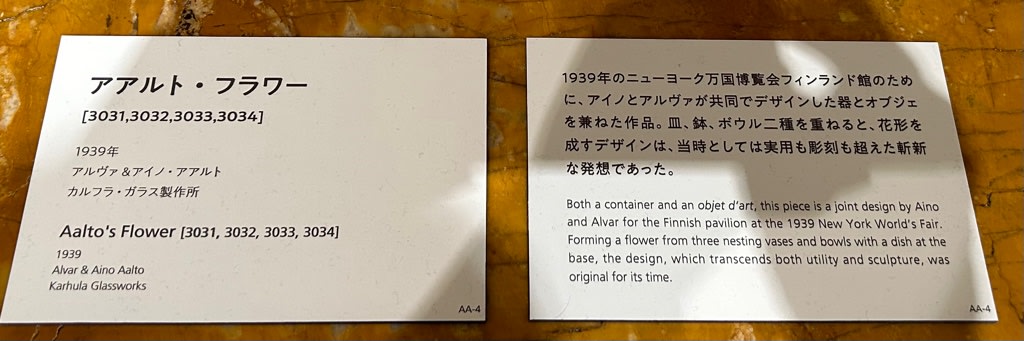 アアルト・フラワー
[3031,3032,3033,3034]
1939年
アルヴァ&アイノ・アアルト
カルフラ・ガラス製作所
Aalto's Flower [3031, 3032, 3033, 3034]
1939
Alvar & Aino Aalto
Karhula Glassworks
AA-4
1939年のニューヨーク万国博覧会フィンランド館のため
に、アイノとアルヴァが共同でデザインした器とオブジェ
を兼ねた作品。皿、鉢、ボウル二種を重ねると、花形を
成すデザインは、当時としては実用も彫刻も超えた斬新
な発想であった。
Both a container and an objet d'art, this piece is a joint design by Aino
and Alvar for the Finnish pavilion at the 1939 New York World's Fair.
Forming a flower from three nesting vases and bowls with a dish at the
base, the design, which transcends both utility and sculpture, was
original for its time.
AA-4